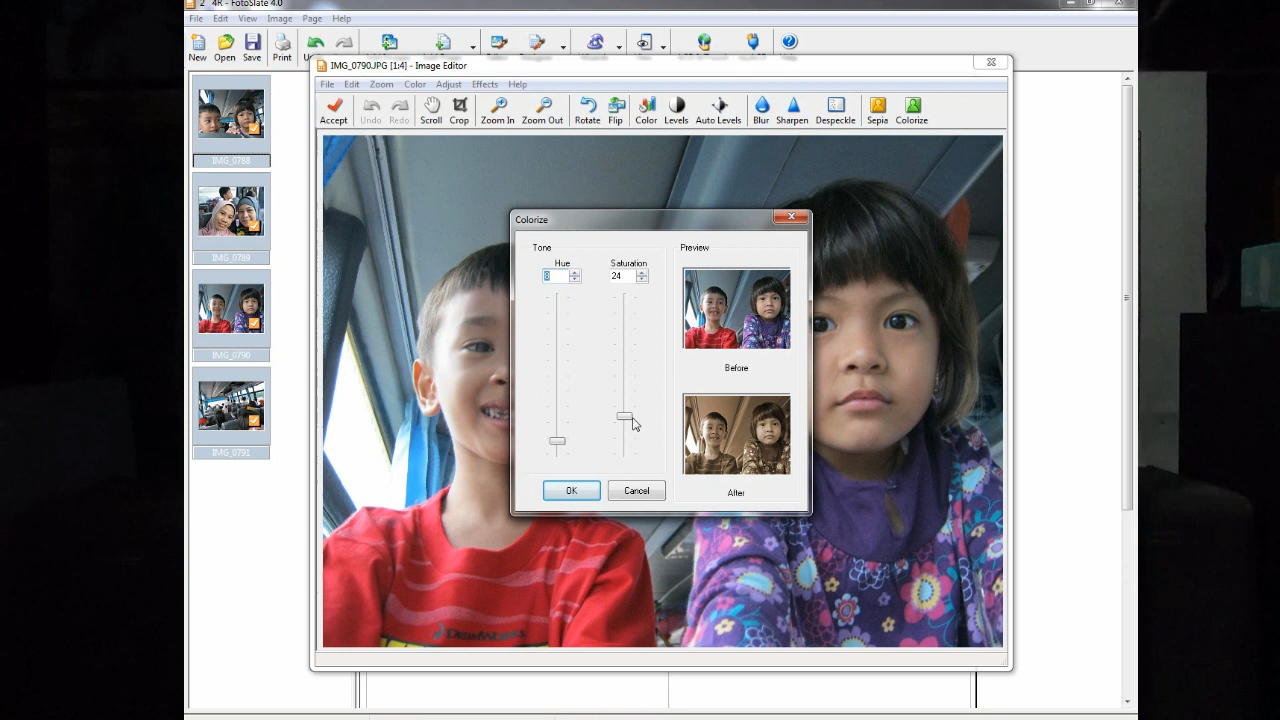 2 4R - FotoSlate 4.0
File Edit View Image Page Help
New Open Save Print
IMG_0790.JPG [1:4] - Image Editor
File Edit Zoom Color Adjust Effects Help
Accept Undo Redo Scroll Crop Zoom In Zoom Out Rotate Flip Color Levels Auto Levels Blur Sharpen Despeckle Sepia Colorize
IMG_0788
IMG_0789
IMG_0790
IMG_0791
Colorize
Tone
Hue Saturation
8 24
OK Cancel
Preview
Before
After
DREAMWORKS